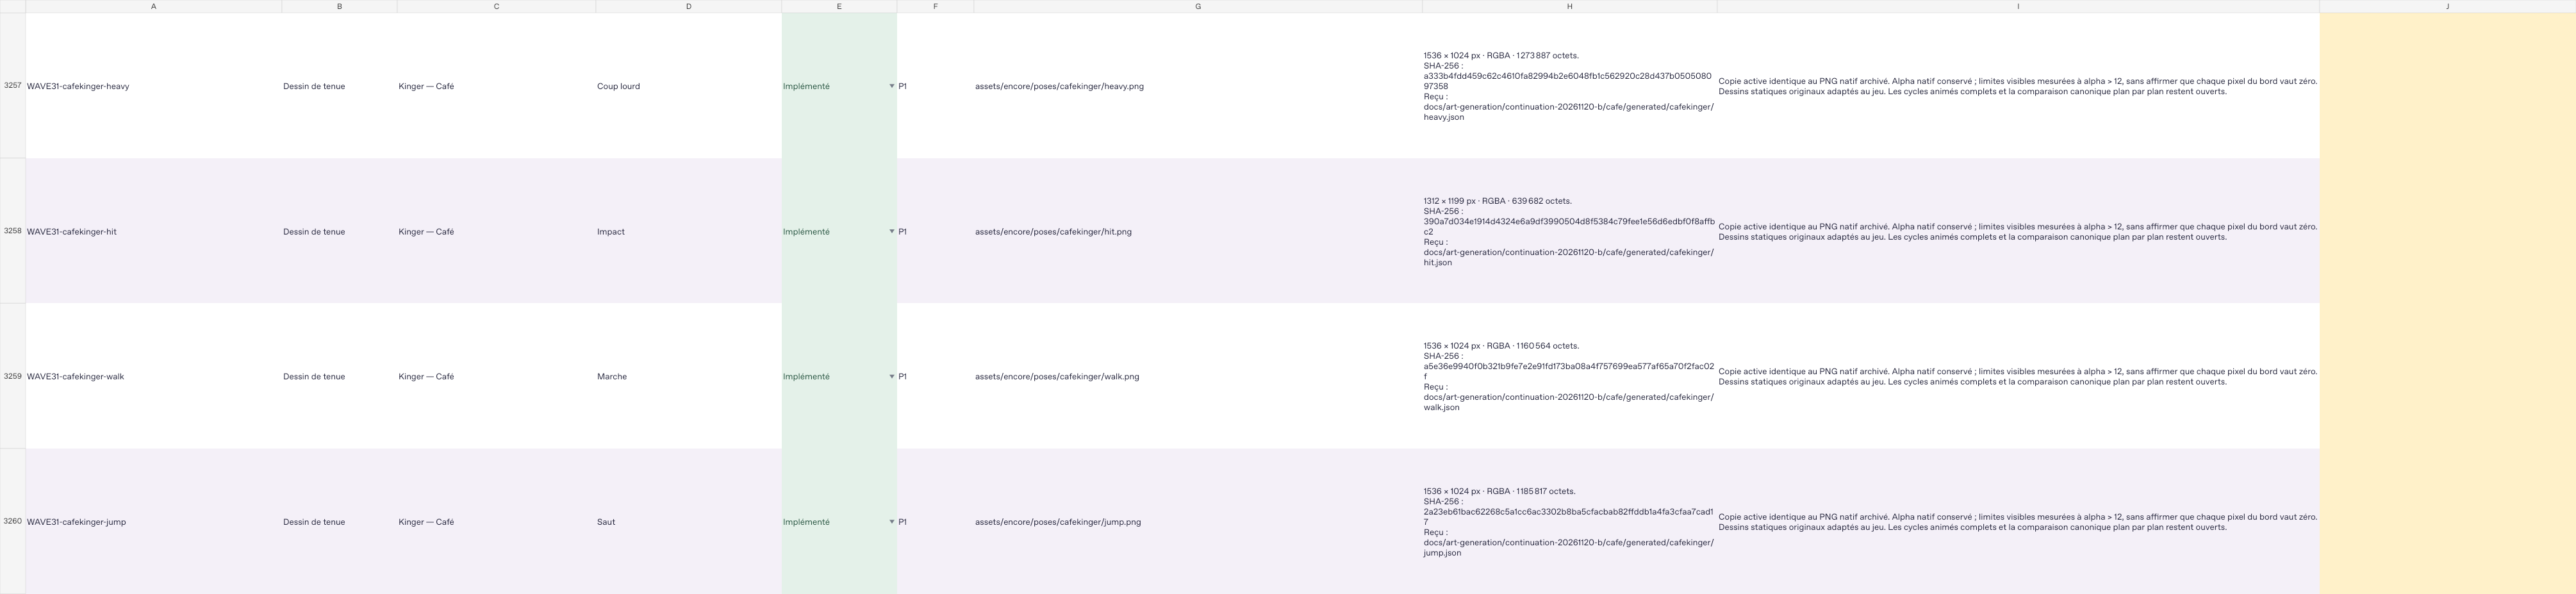 A B C D E F G H I J
3257 WAVE31-cafekinger-heavy Dessin de tenue Kinger — Café Coup lourd Implémenté P1 assets/encore/poses/cafekinger/heavy.png
1536 × 1024 px · RGBA · 1 273 887 octets.
SHA-256 :
a333b4fdd459c62c4610fa82994b2e6048fb1c562920c28d437b0505080
97358
Reçu :
docs/art-generation/continuation-20261120-b/cafe/generated/cafekinger/
heavy.json
Copie active identique au PNG natif archivé. Alpha natif conservé ; limites visibles mesurées à alpha > 12, sans affirmer que chaque pixel du bord vaut zéro.
Dessins statiques originaux adaptés au jeu. Les cycles animés complets et la comparaison canonique plan par plan restent ouverts.
3258 WAVE31-cafekinger-hit Dessin de tenue Kinger — Café Impact Implémenté P1 assets/encore/poses/cafekinger/hit.png
1312 × 1199 px · RGBA · 639 682 octets.
SHA-256 :
390a7d034e1914d4324e6a9df3990504d8f5384c79fee1e56d6edbf0f8affb
c2
Reçu :
docs/art-generation/continuation-20261120-b/cafe/generated/cafekinger/
hit.json
Copie active identique au PNG natif archivé. Alpha natif conservé ; limites visibles mesurées à alpha > 12, sans affirmer que chaque pixel du bord vaut zéro.
Dessins statiques originaux adaptés au jeu. Les cycles animés complets et la comparaison canonique plan par plan restent ouverts.
3259 WAVE31-cafekinger-walk Dessin de tenue Kinger — Café Marche Implémenté P1 assets/encore/poses/cafekinger/walk.png
1536 × 1024 px · RGBA · 1 160 564 octets.
SHA-256 :
a5e36e9940f0b321b9fe7e2e91fd173ba08a4f757699ea577af65a70f2fac02
f
Reçu :
docs/art-generation/continuation-20261120-b/cafe/generated/cafekinger/
walk.json
Copie active identique au PNG natif archivé. Alpha natif conservé ; limites visibles mesurées à alpha > 12, sans affirmer que chaque pixel du bord vaut zéro.
Dessins statiques originaux adaptés au jeu. Les cycles animés complets et la comparaison canonique plan par plan restent ouverts.
3260 WAVE31-cafekinger-jump Dessin de tenue Kinger — Café Saut Implémenté P1 assets/encore/poses/cafekinger/jump.png
1536 × 1024 px · RGBA · 1 185 817 octets.
SHA-256 :
2a23eb61bac62268c5a1cc6ac3302b8ba5cfacbab82ffddb1a4fa3cfaa7cad1
7
Reçu :
docs/art-generation/continuation-20261120-b/cafe/generated/cafekinger/
jump.json
Copie active identique au PNG natif archivé. Alpha natif conservé ; limites visibles mesurées à alpha > 12, sans affirmer que chaque pixel du bord vaut zéro.
Dessins statiques originaux adaptés au jeu. Les cycles animés complets et la comparaison canonique plan par plan restent ouverts.